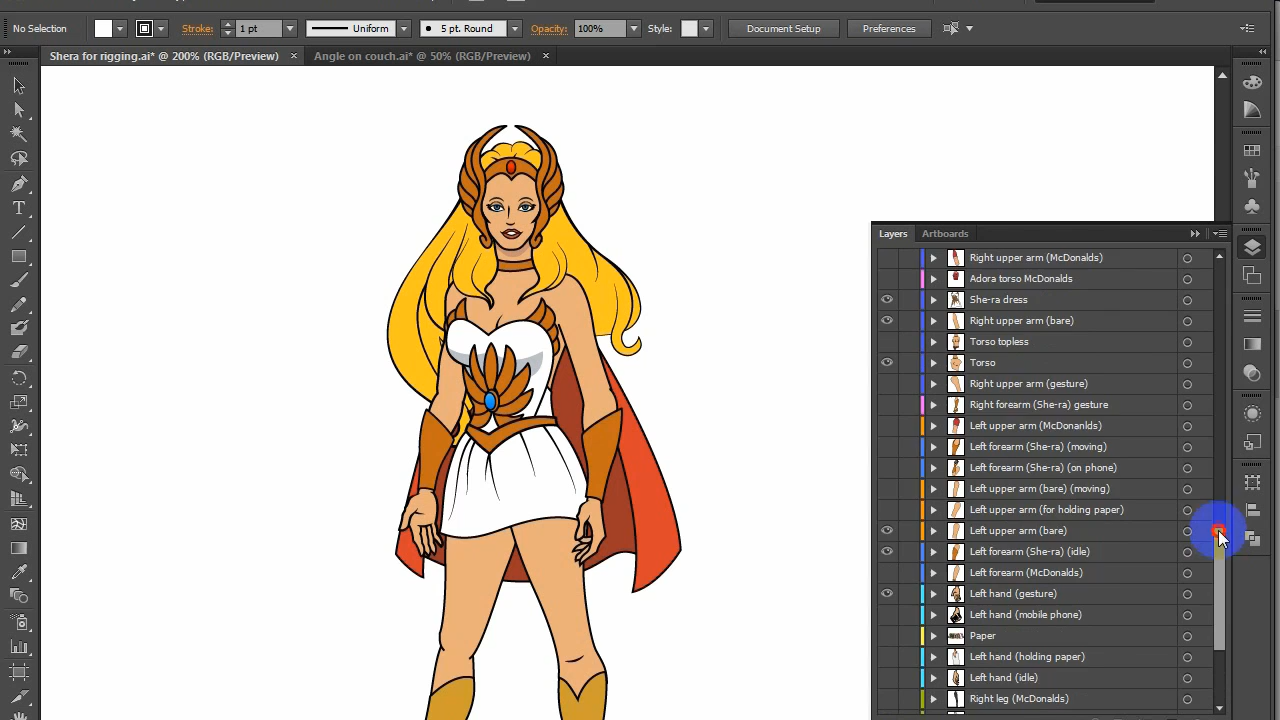 No Selection Stroke: 1 pt Uniform 5 pt. Round Opacity: 100% Style: Document Setup Preferences
Shera for rigging.ai* @ 200% (RGB/Preview) × Angle on couch.ai* @ 50% (RGB/Preview) ×
Layers Artboards
Right upper arm (McDonalds)
Adora torso McDonalds
She-ra dress
Right upper arm (bare)
Torso topless
Torso
Right upper arm (gesture)
Right forearm (She-ra) gesture
Left upper arm (McDonanlds)
Left forearm (She-ra) (moving)
Left forearm (She-ra) (on phone)
Left upper arm (bare) (moving)
Left upper arm (for holding paper)
Left upper arm (bare)
Left forearm (She-ra) (idle)
Left forearm (McDonalds)
Left hand (gesture)
Left hand (mobile phone)
Paper
Left hand (holding paper)
Left hand (idle)
Right leg (McDonalds)